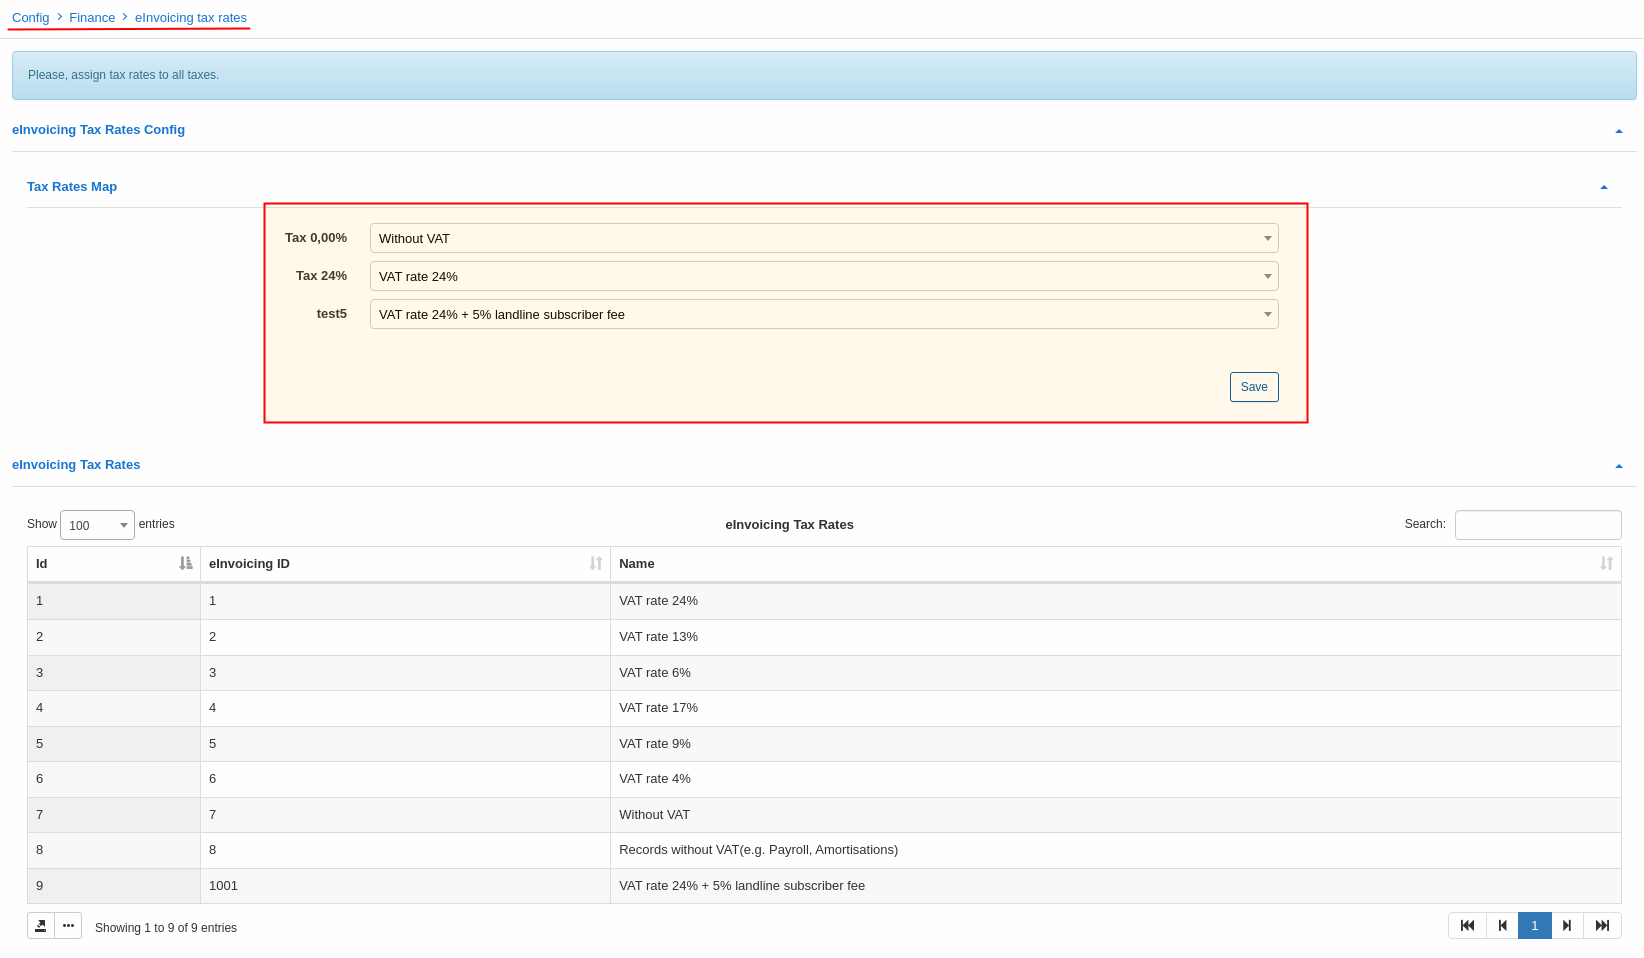 Config > Finance > eInvoicing tax rates
Please, assign tax rates to all taxes.
eInvoicing Tax Rates Config
Tax Rates Map
Tax 0,00% Without VAT
Tax 24% VAT rate 24%
test5 VAT rate 24% + 5% landline subscriber fee
Save
eInvoicing Tax Rates
Show 100 entries eInvoicing Tax Rates Search:
Id eInvoicing ID Name
1 1 VAT rate 24%
2 2 VAT rate 13%
3 3 VAT rate 6%
4 4 VAT rate 17%
5 5 VAT rate 9%
6 6 VAT rate 4%
7 7 Without VAT
8 8 Records without VAT(e.g. Payroll, Amortisations)
9 1001 VAT rate 24% + 5% landline subscriber fee
Showing 1 to 9 of 9 entries 1